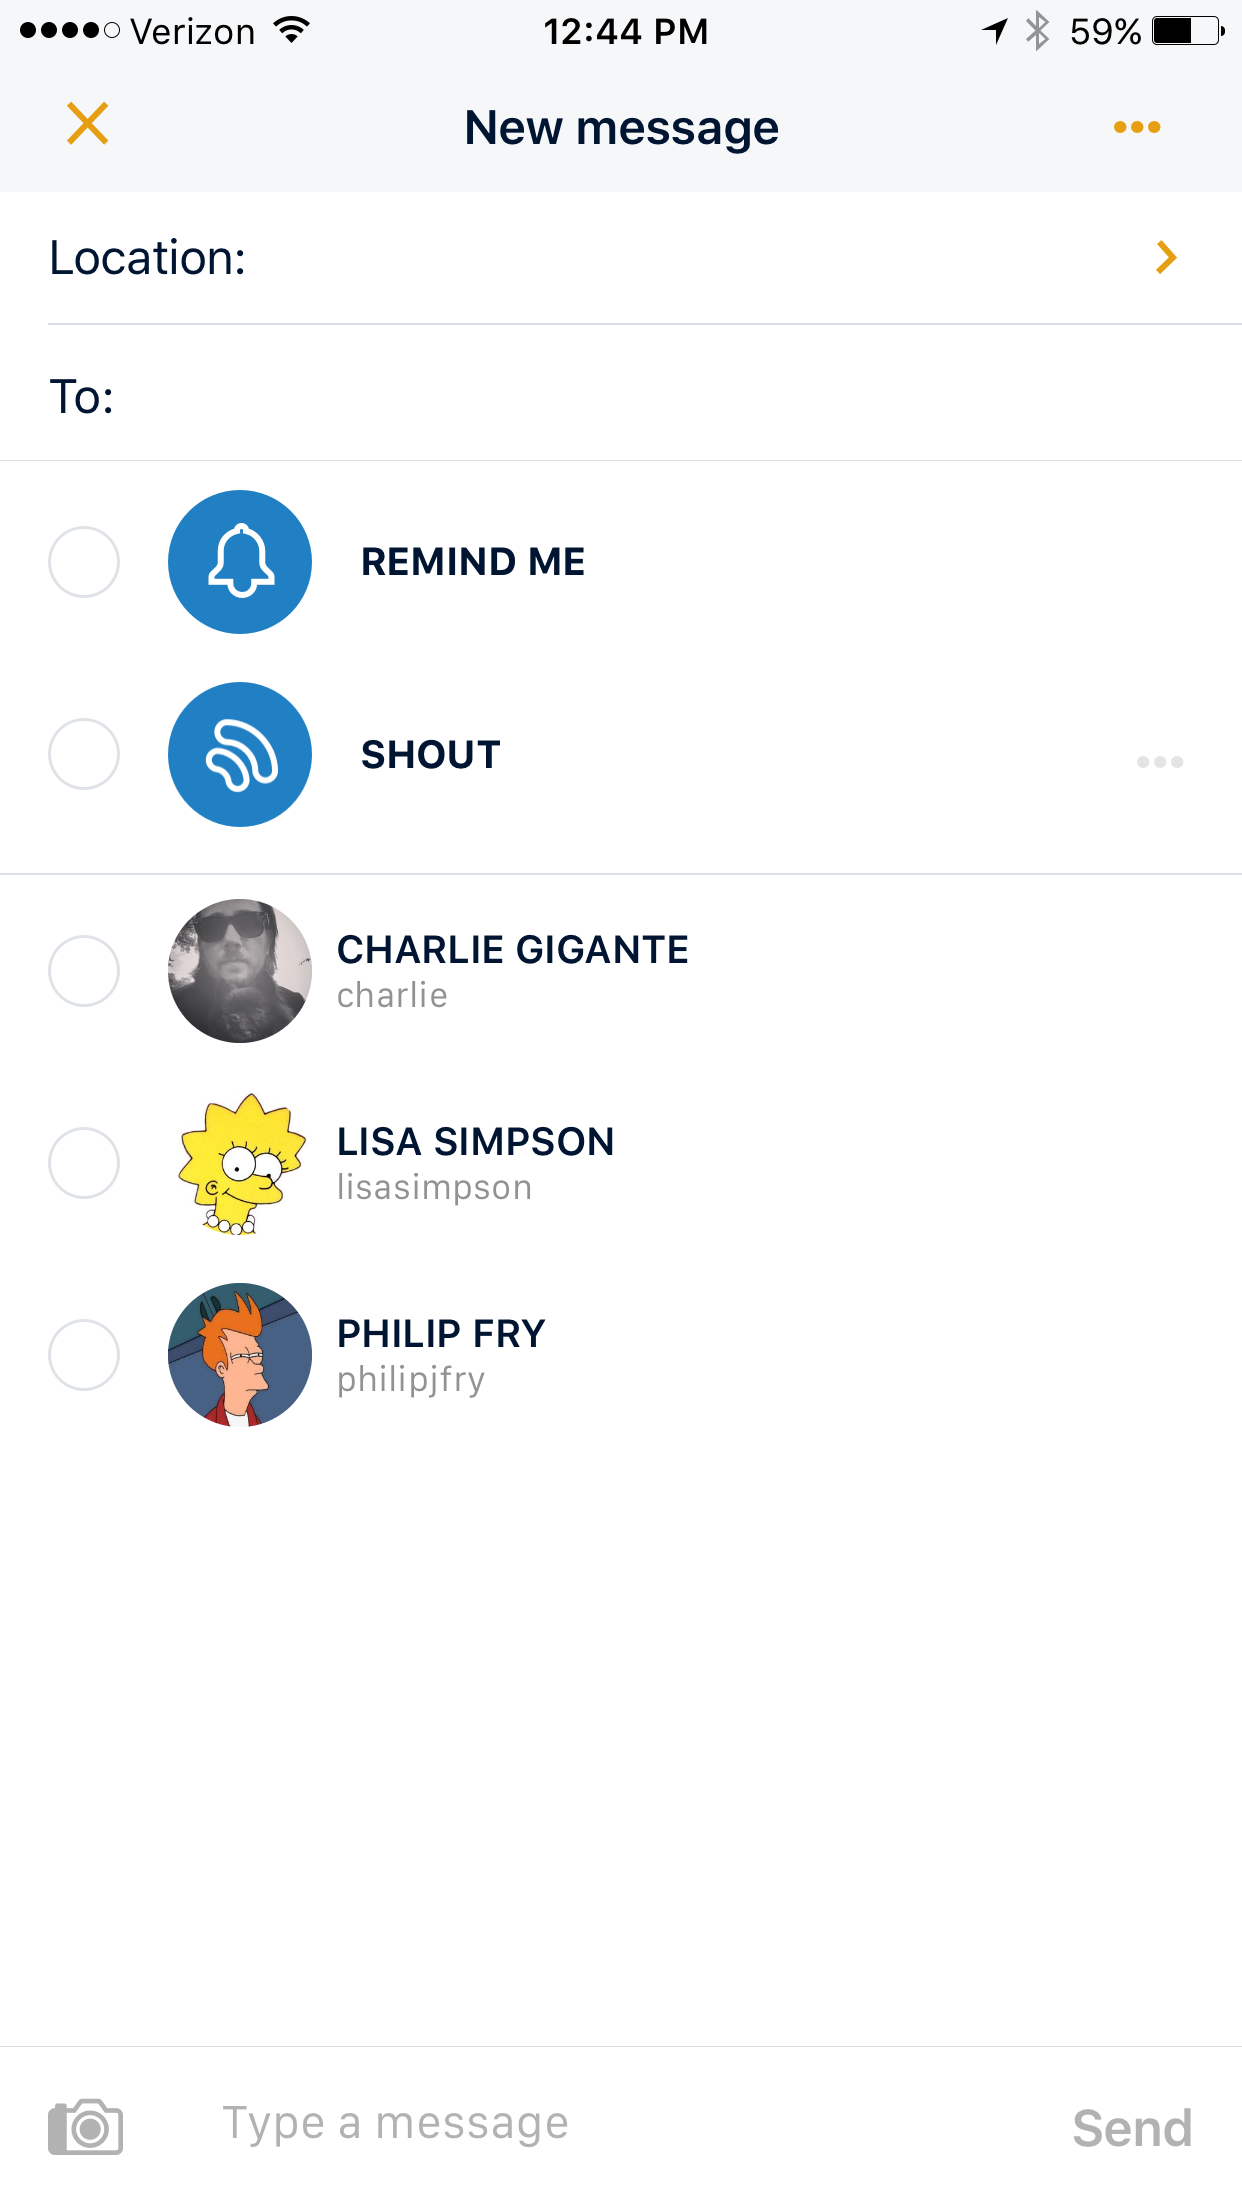 Verizon 12:44 PM 59%
New message
Location:
To:
REMIND ME
SHOUT
CHARLIE GIGANTE
charlie
LISA SIMPSON
lisasimpson
PHILIP FRY
philipjfry
Type a message Send